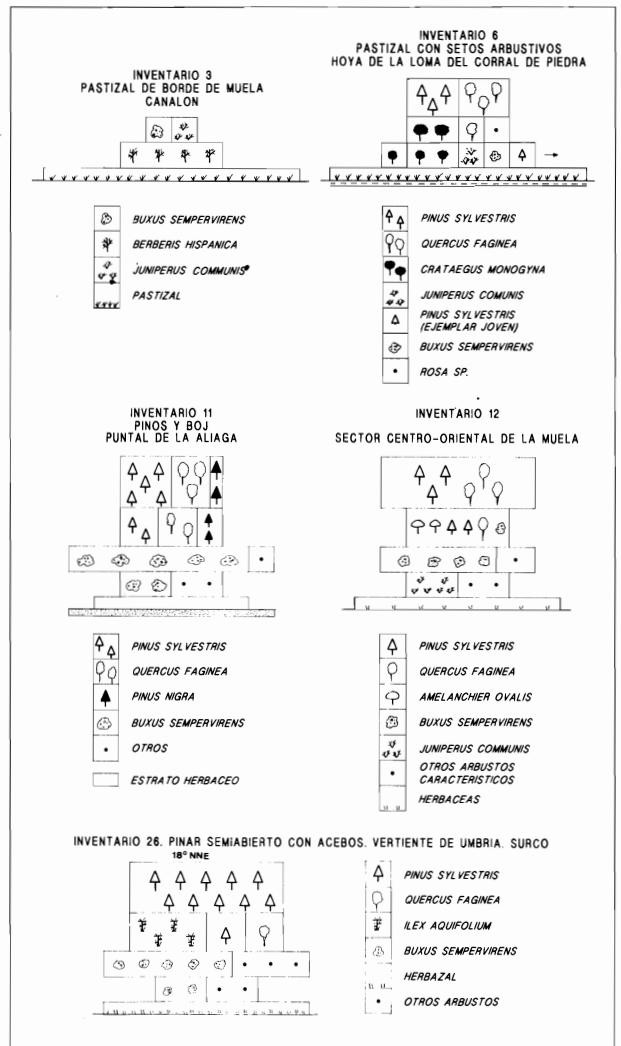 INVENTARIO 3
PASTIZAL DE BORDE DE MUELA
CANALON
BUXUS SEMPERVIRENS
BERBERIS HISPANICA
JUNIPERUS COMMUNIS
PASTIZAL
INVENTARIO 6
PASTIZAL CON SETOS ARBUSTIVOS
HOYA DE LA LOMA DEL CORRAL DE PIEDRA
PINUS SYLVESTRIS
QUERCUS FAGINEA
CRATAEGUS MONOGYNA
JUNIPERUS COMUNIS
PINUS SYLVESTRIS
(EJEMPLAR JOVEN)
BUXUS SEMPERVIRENS
ROSA SP.
INVENTARIO 11
PINOS Y BOJ
PUNTAL DE LA ALIAGA
PINUS SYLVESTRIS
QUERCUS FAGINEA
PINUS NIGRA
BUXUS SEMPERVIRENS
OTROS
ESTRATO HERBACEO
INVENTARIO 12
SECTOR CENTRO-ORIENTAL DE LA MUELA
PINUS SYLVESTRIS
QUERCUS FAGINEA
AMELANCHIER OVALIS
BUXUS SEMPERVIRENS
JUNIPERUS COMMUNIS
OTROS ARBUSTOS
CARACTERISTICOS
HERBACEAS
INVENTARIO 26. PINAR SEMIABIERTO CON ACEBOS. VERTIENTE DE UMBRIA. SURCO
18º NNE
PINUS SYLVESTRIS
QUERCUS FAGINEA
ILEX AQUIFOLIUM
BUXUS SEMPERVIRENS
HERBAZAL
OTROS ARBUSTOS